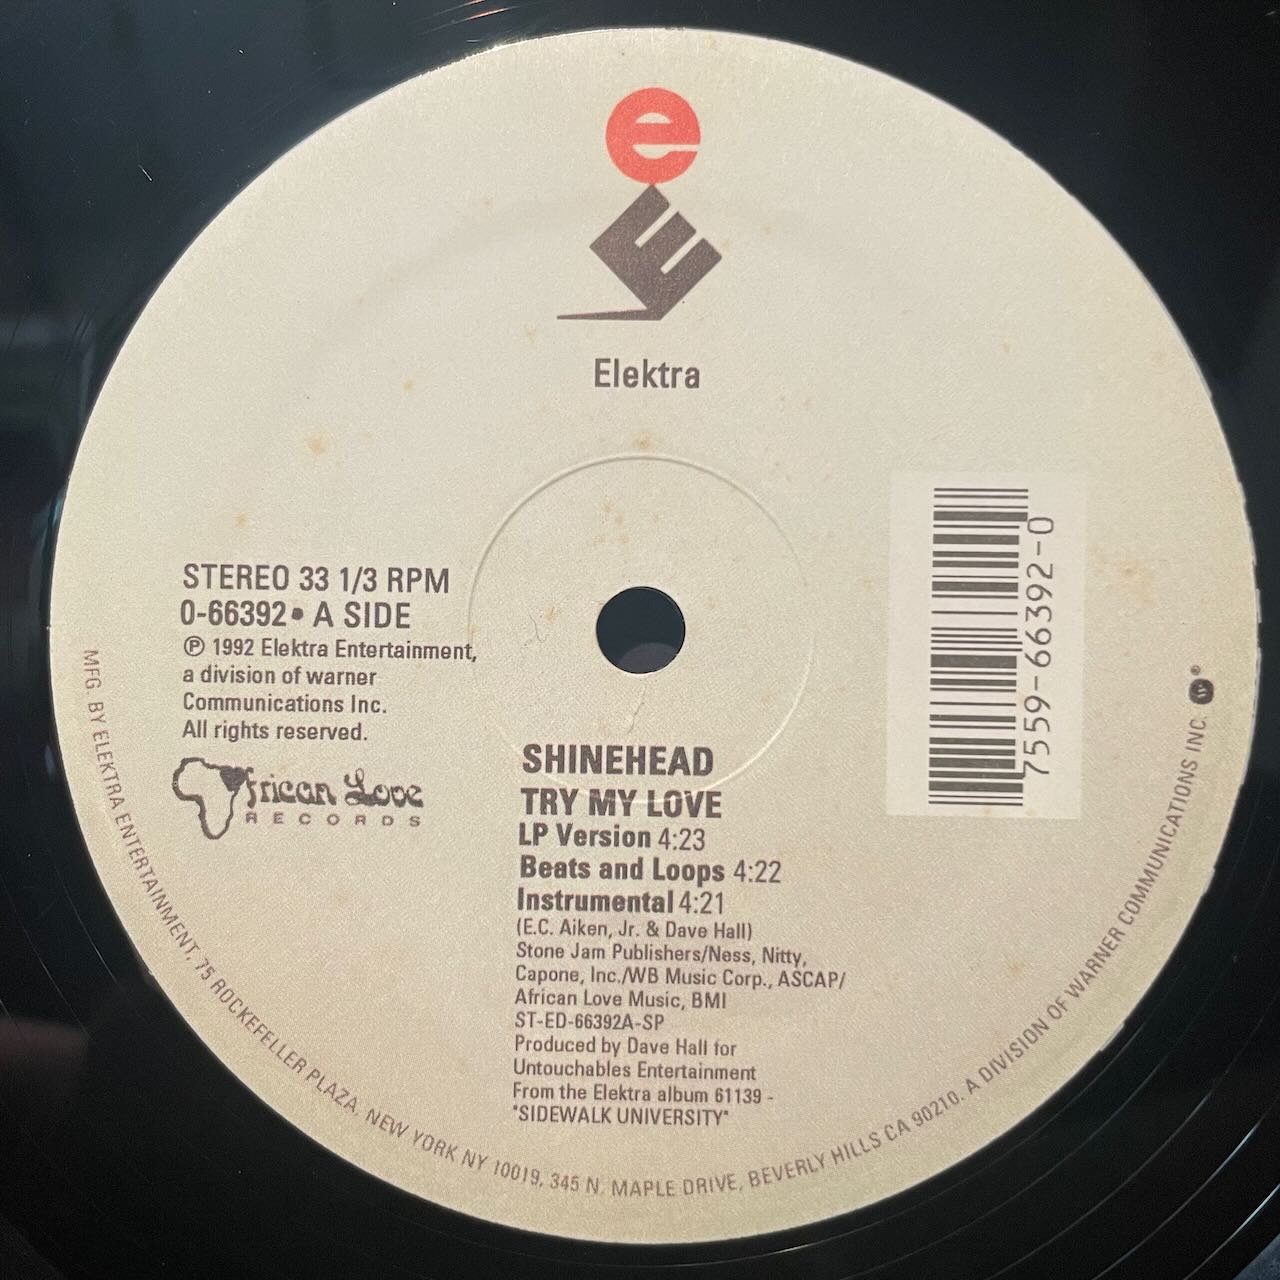 e
E
Elektra
STEREO 33 1/3 RPM
0-66392 • A SIDE
℗ 1992 Elektra Entertainment,
a division of warner
Communications Inc.
All rights reserved.
African Love
RECORDS
7559-66392-0
SHINEHEAD
TRY MY LOVE
LP Version 4:23
Beats and Loops 4:22
Instrumental 4:21
(E.C. Aiken, Jr. & Dave Hall)
Stone Jam Publishers/Ness, Nitty,
Capone, Inc./WB Music Corp., ASCAP/
African Love Music, BMI
ST-ED-66392A-SP
Produced by Dave Hall for
Untouchables Entertainment
From the Elektra album 61139 -
"SIDEWALK UNIVERSITY"
MFG. BY ELEKTRA ENTERTAINMENT, 75 ROCKEFELLER PLAZA, NEW YORK NY 10019, 345 N. MAPLE DRIVE, BEVERLY HILLS CA 90210. A DIVISION OF WARNER COMMUNICATIONS INC. ®